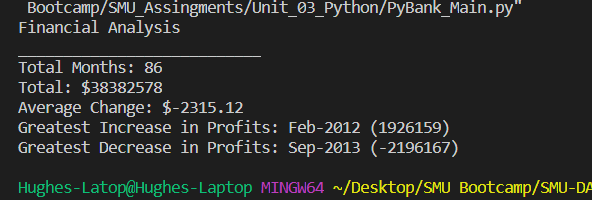 Bootcamp/SMU_Assingments/Unit_03_Python/PyBank_Main.py"
Financial Analysis
___________________________
Total Months: 86
Total: $38382578
Average Change: $-2315.12
Greatest Increase in Profits: Feb-2012 (1926159)
Greatest Decrease in Profits: Sep-2013 (-2196167)
Hughes-Latop@Hughes-Laptop MINGW64 ~/Desktop/SMU Bootcamp/SMU-DA